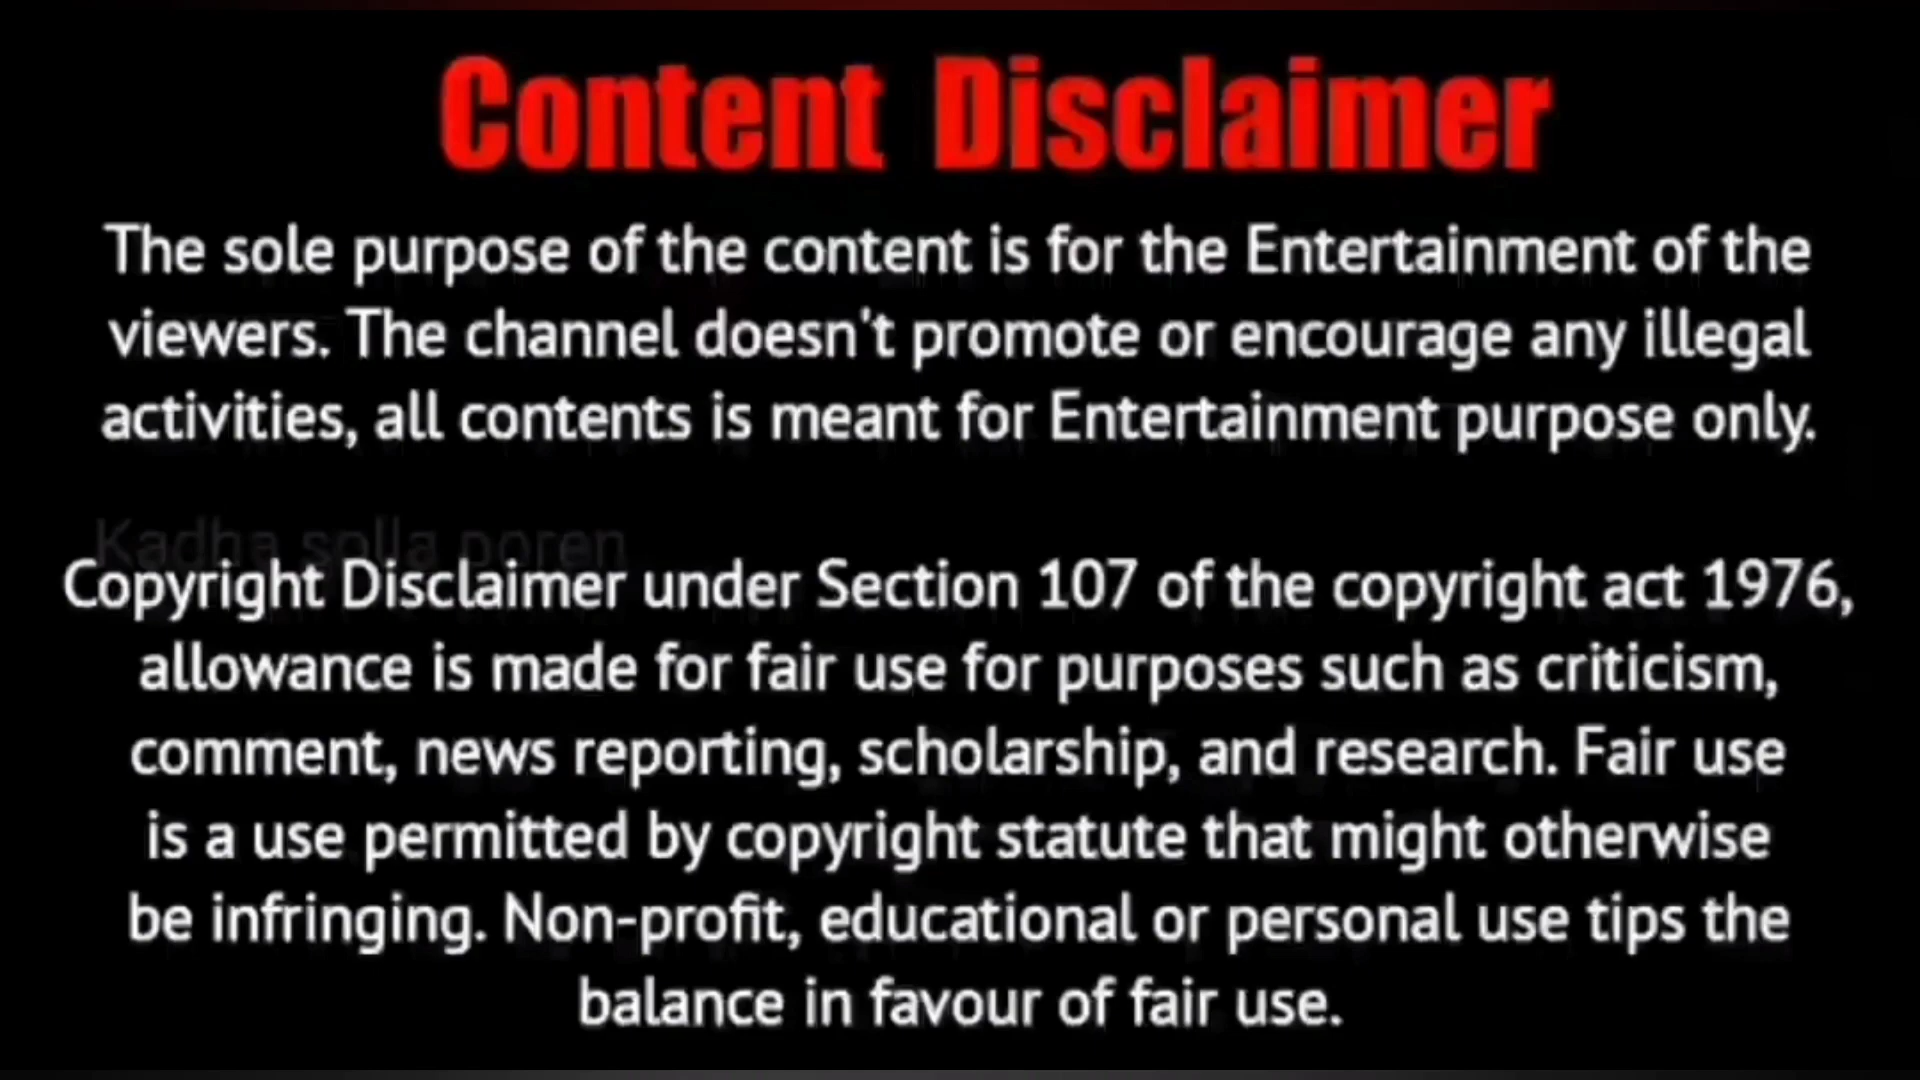 Content Disclaimer
The sole purpose of the content is for the Entertainment of the
viewers. The channel doesn't promote or encourage any illegal
activities, all contents is meant for Entertainment purpose only.
Kadha solla poren
Copyright Disclaimer under Section 107 of the copyright act 1976,
allowance is made for fair use for purposes such as criticism,
comment, news reporting, scholarship, and research. Fair use
is a use permitted by copyright statute that might otherwise
be infringing. Non-profit, educational or personal use tips the
balance in favour of fair use.